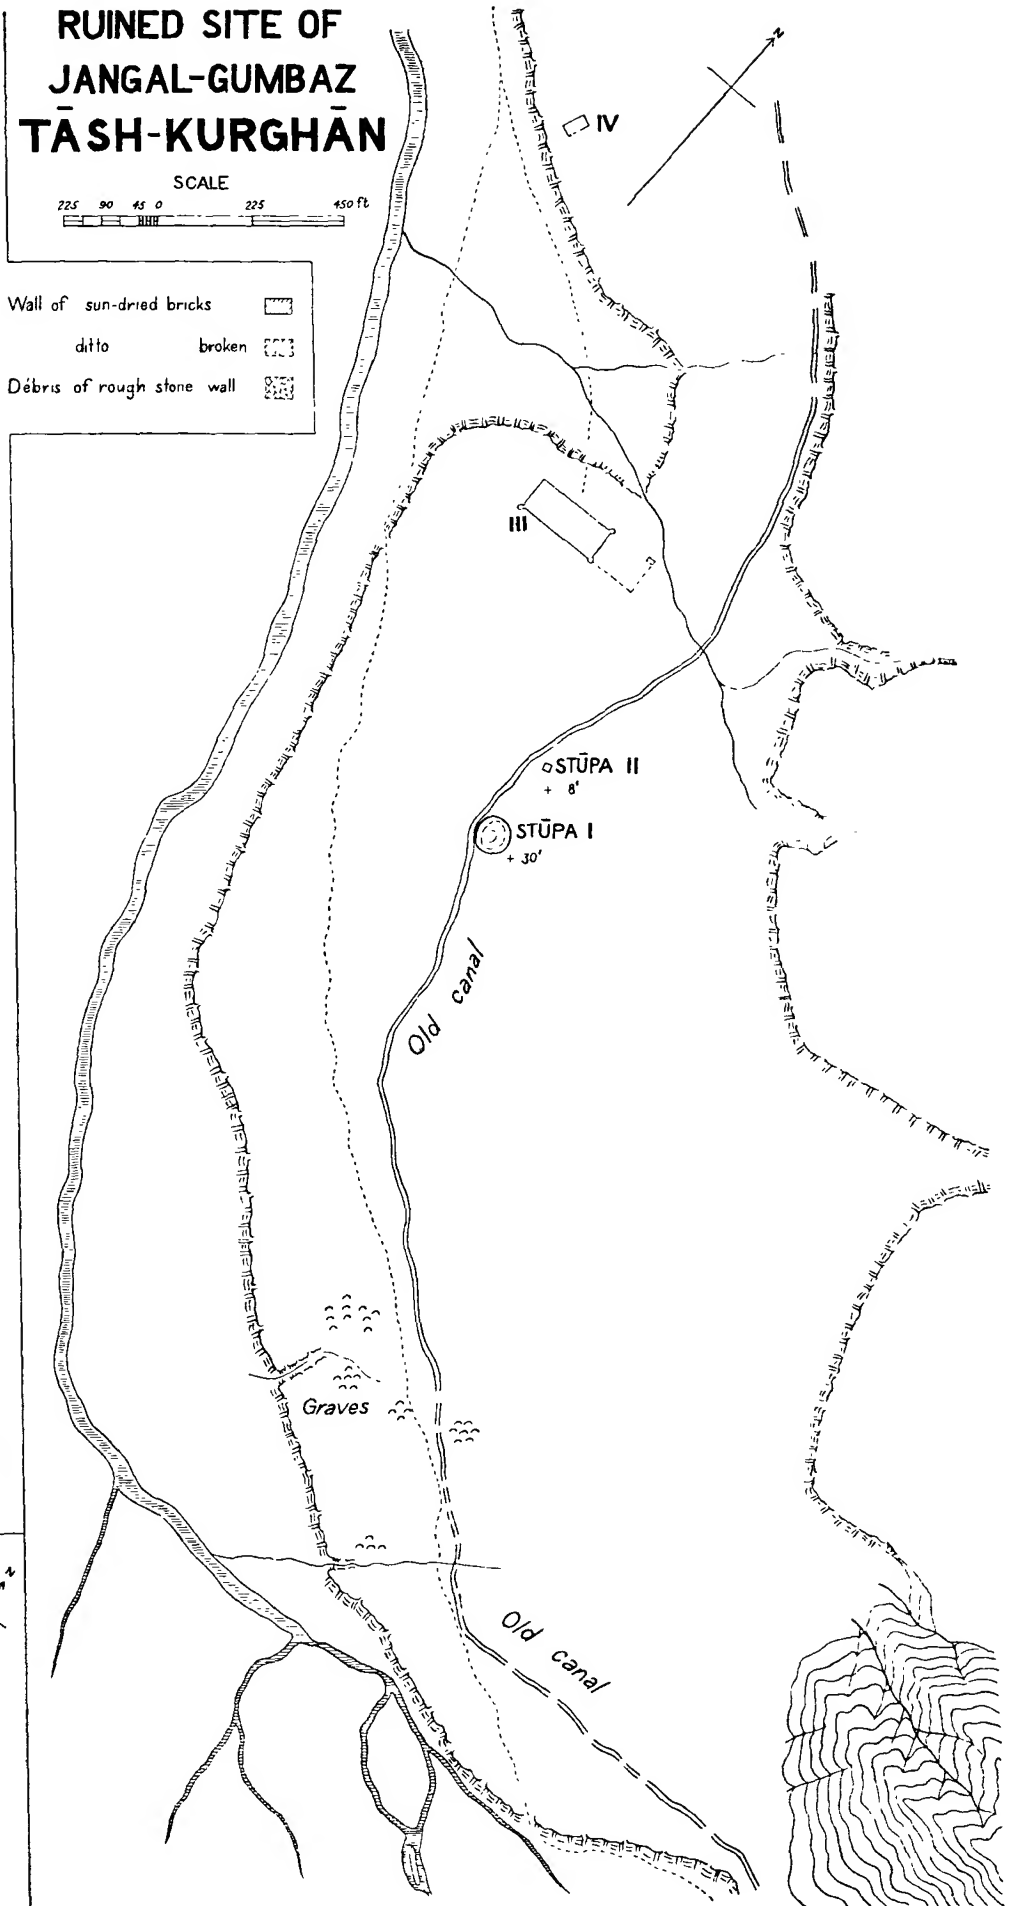 RUINED SITE OF
JANGAL-GUMBAZ
TĀSH-KURGHĀN
SCALE
225 90 45 0 225 450 ft
Wall of sun-dried bricks
ditto broken
Débris of rough stone wall
N
IV
III
STŪPA II
+ 8'
STŪPA I
+ 30'
Old canal
Graves
N
Old canal